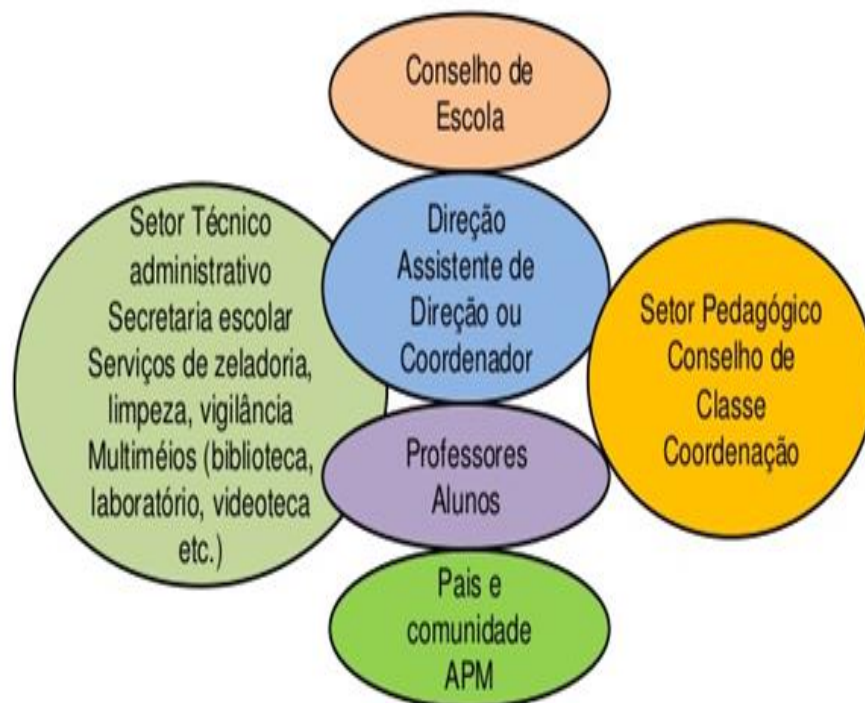 Conselho de
Escola
Setor Técnico
administrativo
Secretaria escolar
Serviços de zeladoria,
limpeza, vigilância
Multiméios (biblioteca,
laboratório, videoteca
etc.)
Direção
Assistente de
Direção ou
Coordenador
Setor Pedagógico
Conselho de
Classe
Coordenação
Professores
Alunos
Pais e
comunidade
APM